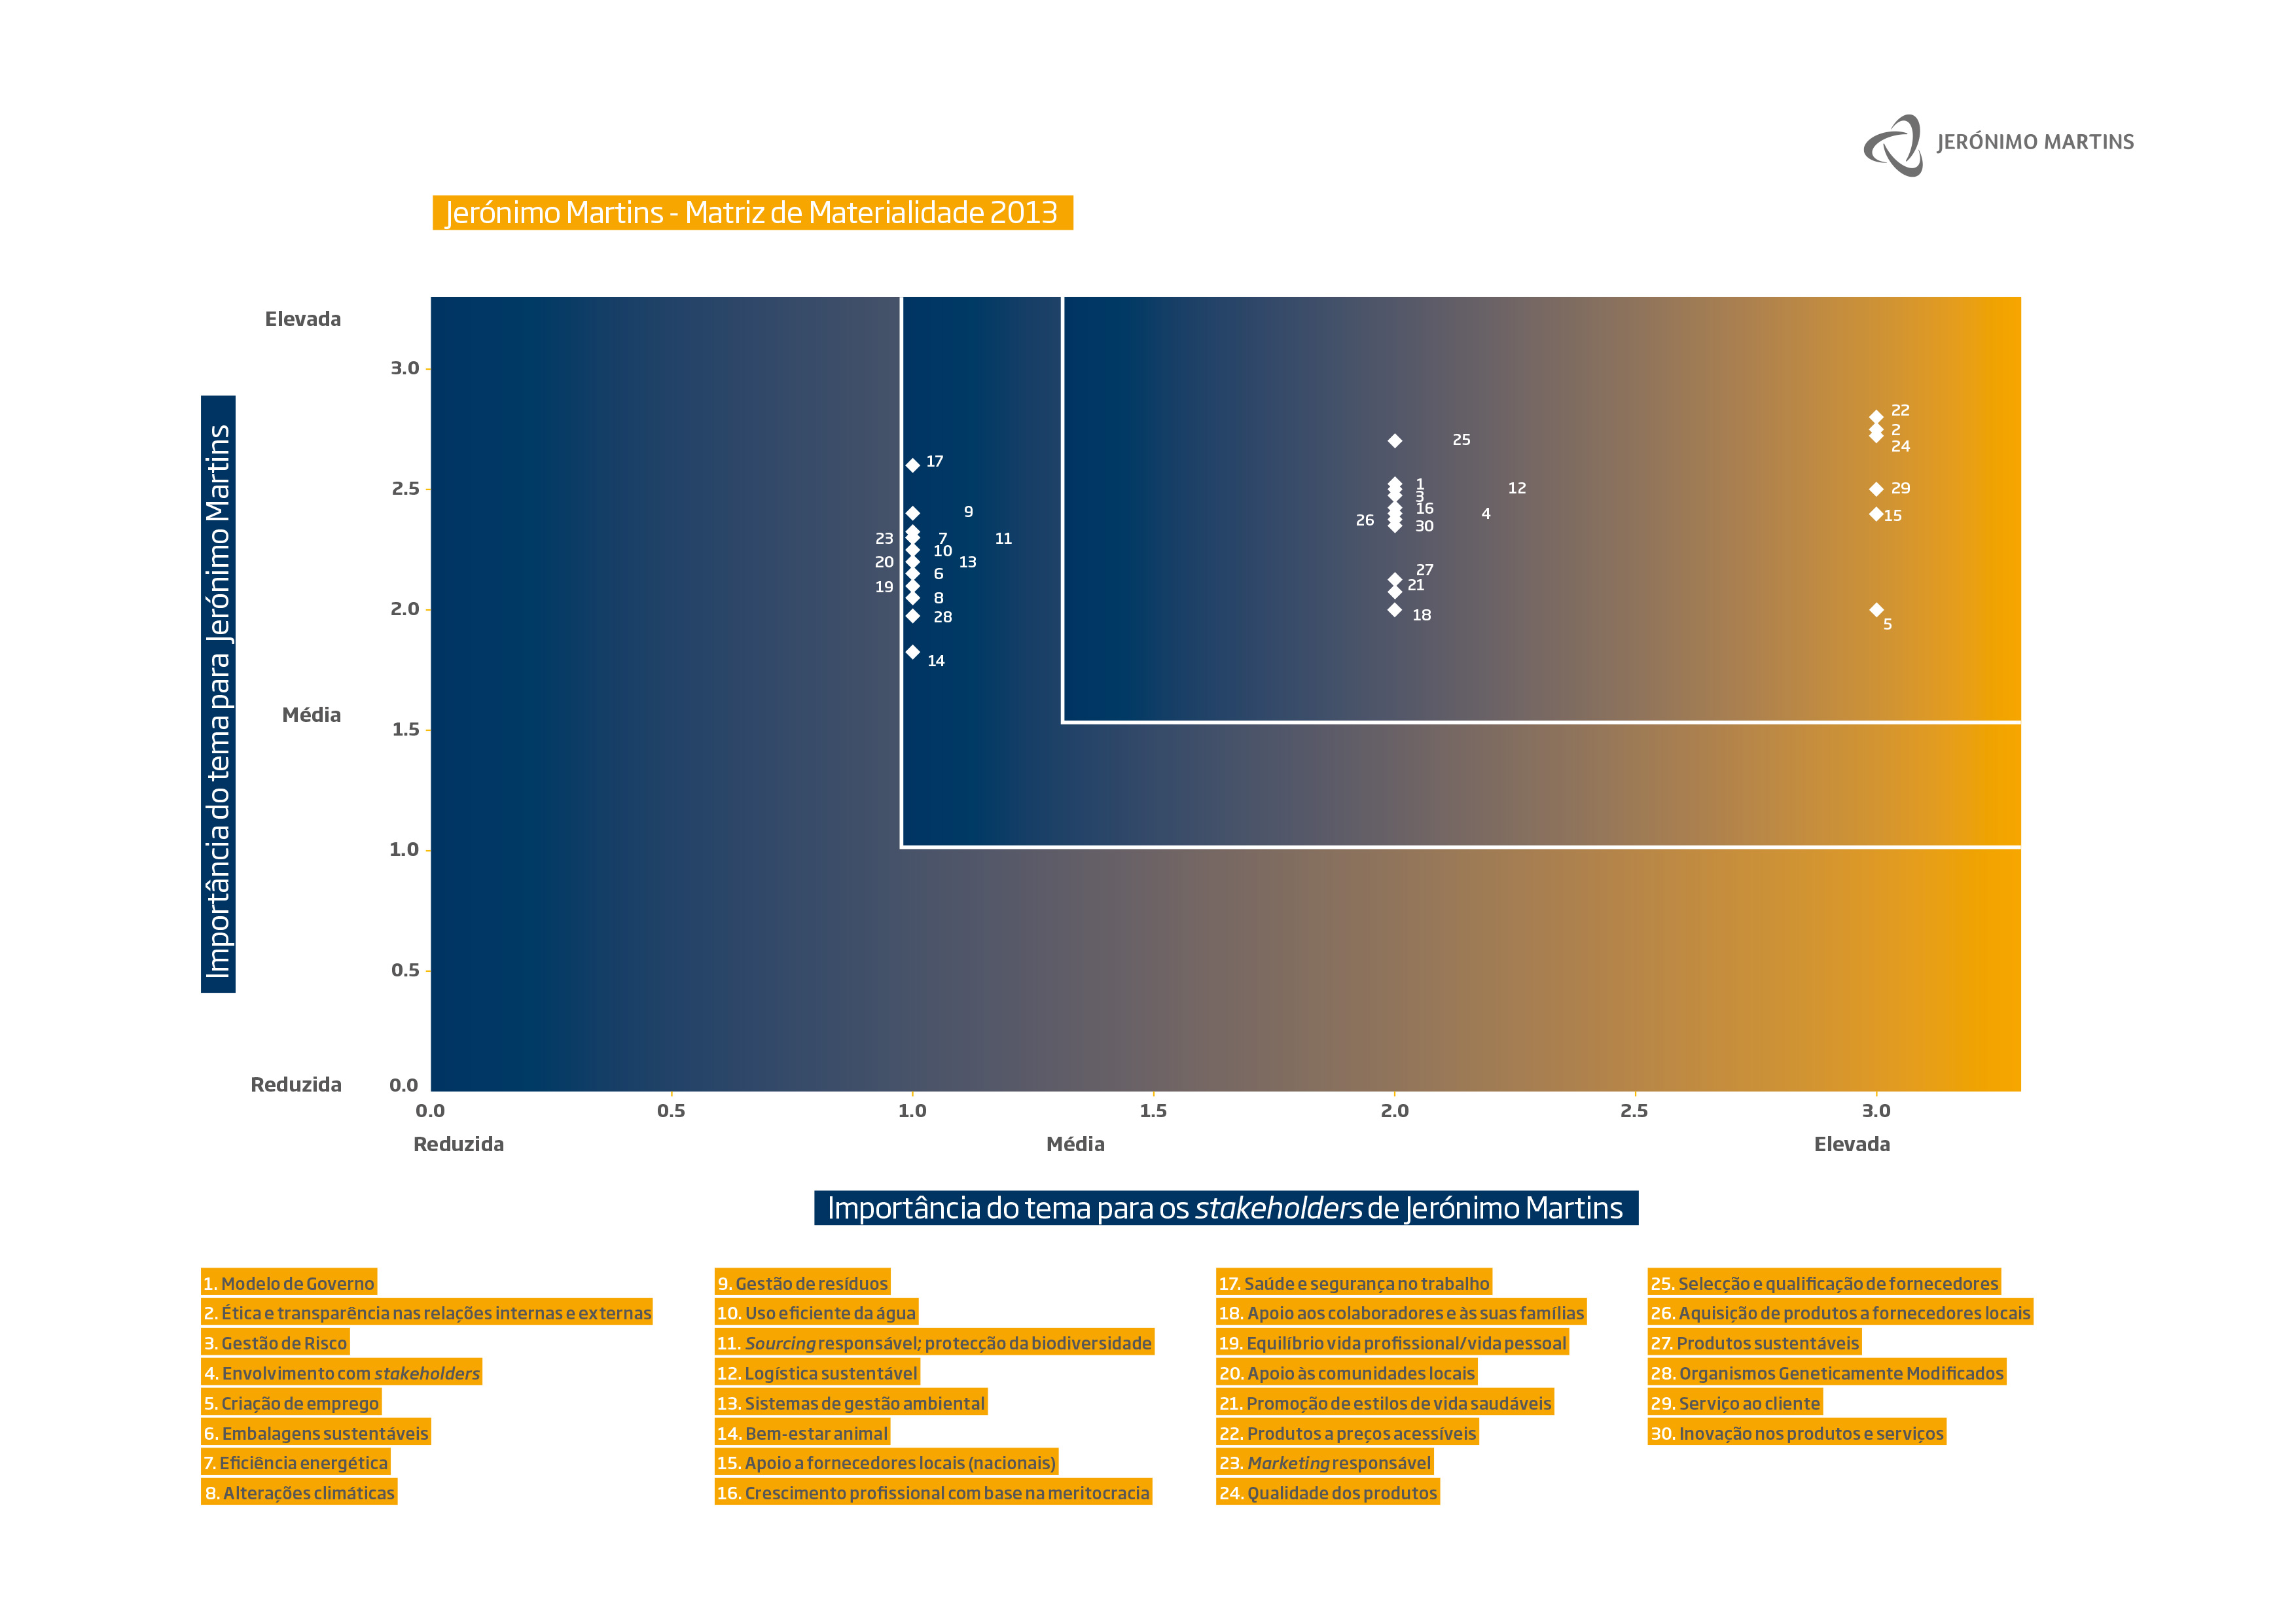 JERÓNIMO MARTINS
Jerónimo Martins - Matriz de Materialidade 2013
Importância do tema para Jerónimo Martins
Elevada
3.0
2.5
2.0
Média
1.5
1.0
0.5
Reduzida
0.0
22
2
24
25
17
29
1
12
3
9
16
4
15
26
30
23
7
11
10
20
13
27
6
21
19
8
18
28
5
14
0.0
0.5
1.0
1.5
2.0
2.5
3.0
Reduzida
Média
Elevada
Importância do tema para os stakeholders de Jerónimo Martins
1. Modelo de Governo
2. Ética e transparência nas relações internas e externas
3. Gestão de Risco
4. Envolvimento com stakeholders
5. Criação de emprego
6. Embalagens sustentáveis
7. Eficiência energética
8. Alterações climáticas
9. Gestão de resíduos
10. Uso eficiente da água
11. Sourcing responsável; protecção da biodiversidade
12. Logística sustentável
13. Sistemas de gestão ambiental
14. Bem-estar animal
15. Apoio a fornecedores locais (nacionais)
16. Crescimento profissional com base na meritocracia
17. Saúde e segurança no trabalho
18. Apoio aos colaboradores e às suas famílias
19. Equilíbrio vida profissional/vida pessoal
20. Apoio às comunidades locais
21. Promoção de estilos de vida saudáveis
22. Produtos a preços acessíveis
23. Marketing responsável
24. Qualidade dos produtos
25. Selecção e qualificação de fornecedores
26. Aquisição de produtos a fornecedores locais
27. Produtos sustentáveis
28. Organismos Geneticamente Modificados
29. Serviço ao cliente
30. Inovação nos produtos e serviços